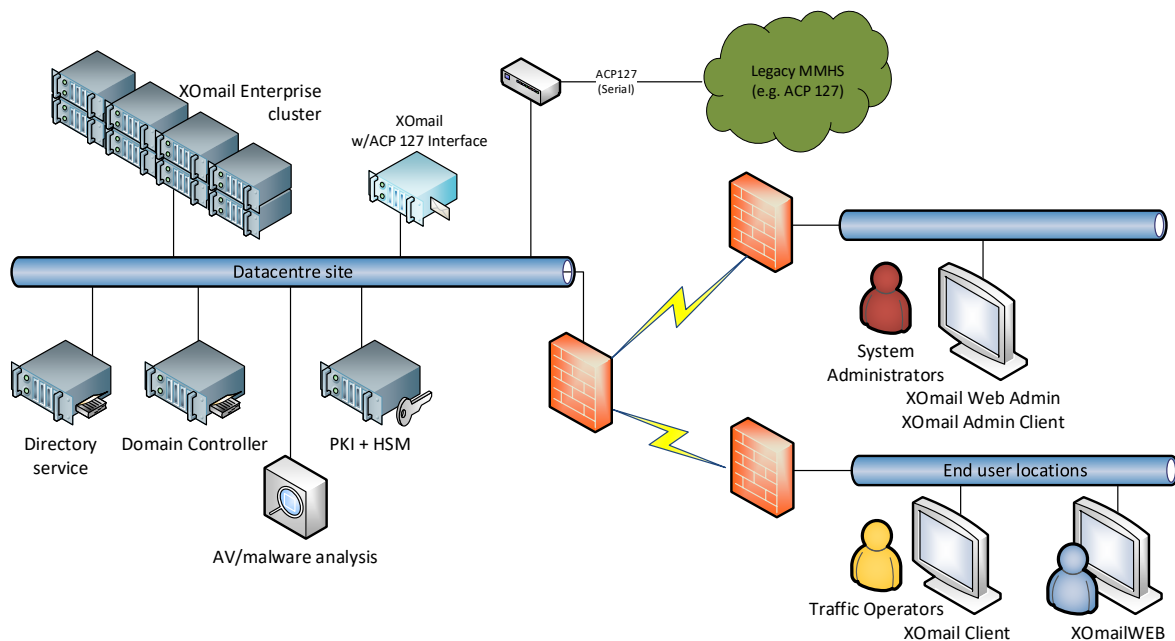 XOmail Enterprise
cluster
XOmail
w/ACP 127 Interface
ACP127
(Serial)
Legacy MMHS
(e.g. ACP 127)
Datacentre site
System
Administrators
XOmail Web Admin
XOmail Admin Client
Directory
service
Domain Controller
PKI + HSM
AV/malware analysis
End user locations
Traffic Operators
XOmail Client
XOmailWEB